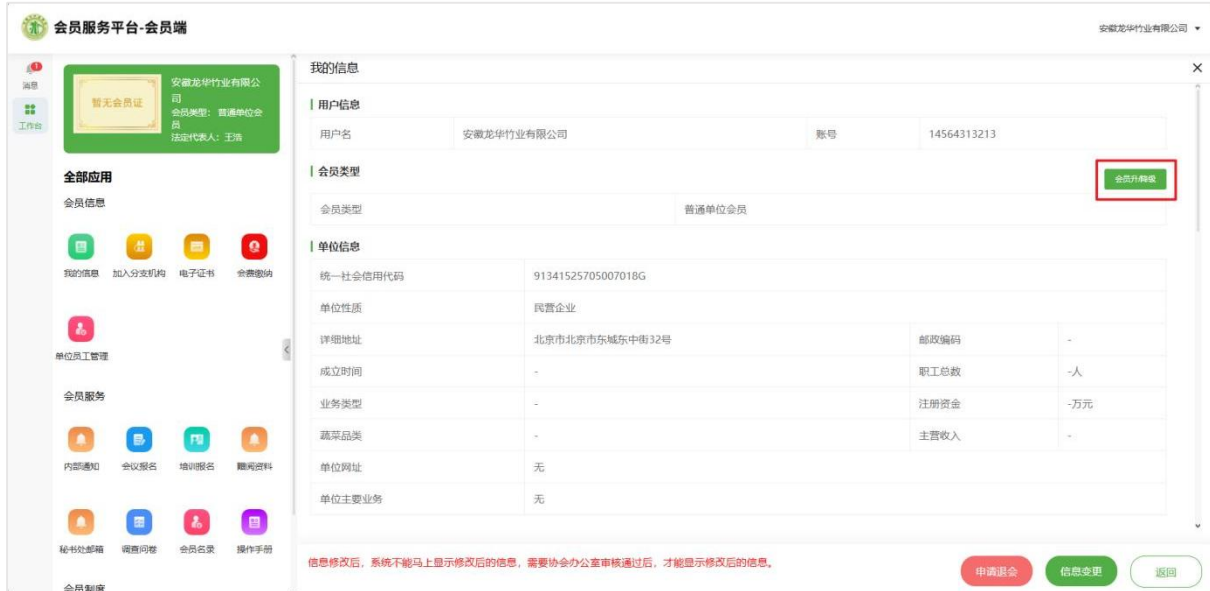 会员服务平台-会员端
安徽龙华竹业有限公司
1
消息
工作台
暂无会员证
安徽龙华竹业有限公
司
会员类型：普通单位会
员
法定代表人：王浩
全部应用
会员信息
我的信息 加入分支机构 电子证书 会费缴纳
单位员工管理
会员服务
内部通知 会议报名 培训报名 赠阅资料
秘书处邮箱 调查问卷 会员名录 操作手册
会员制度
我的信息
用户信息
用户名 安徽龙华竹业有限公司 账号 14564313213
会员类型
会员升/降级
会员类型 普通单位会员
单位信息
统一社会信用代码 91341525705007018G
单位性质 民营企业
详细地址 北京市北京市东城东中街32号 邮政编码 -
成立时间 - 职工总数 -人
业务类型 - 注册资金 -万元
蔬菜品类 - 主营收入 -
单位网址 无
单位主要业务 无
信息修改后，系统不能马上显示修改后的信息，需要协会办公室审核通过后，才能显示修改后的信息。
申请退会 信息变更 返回